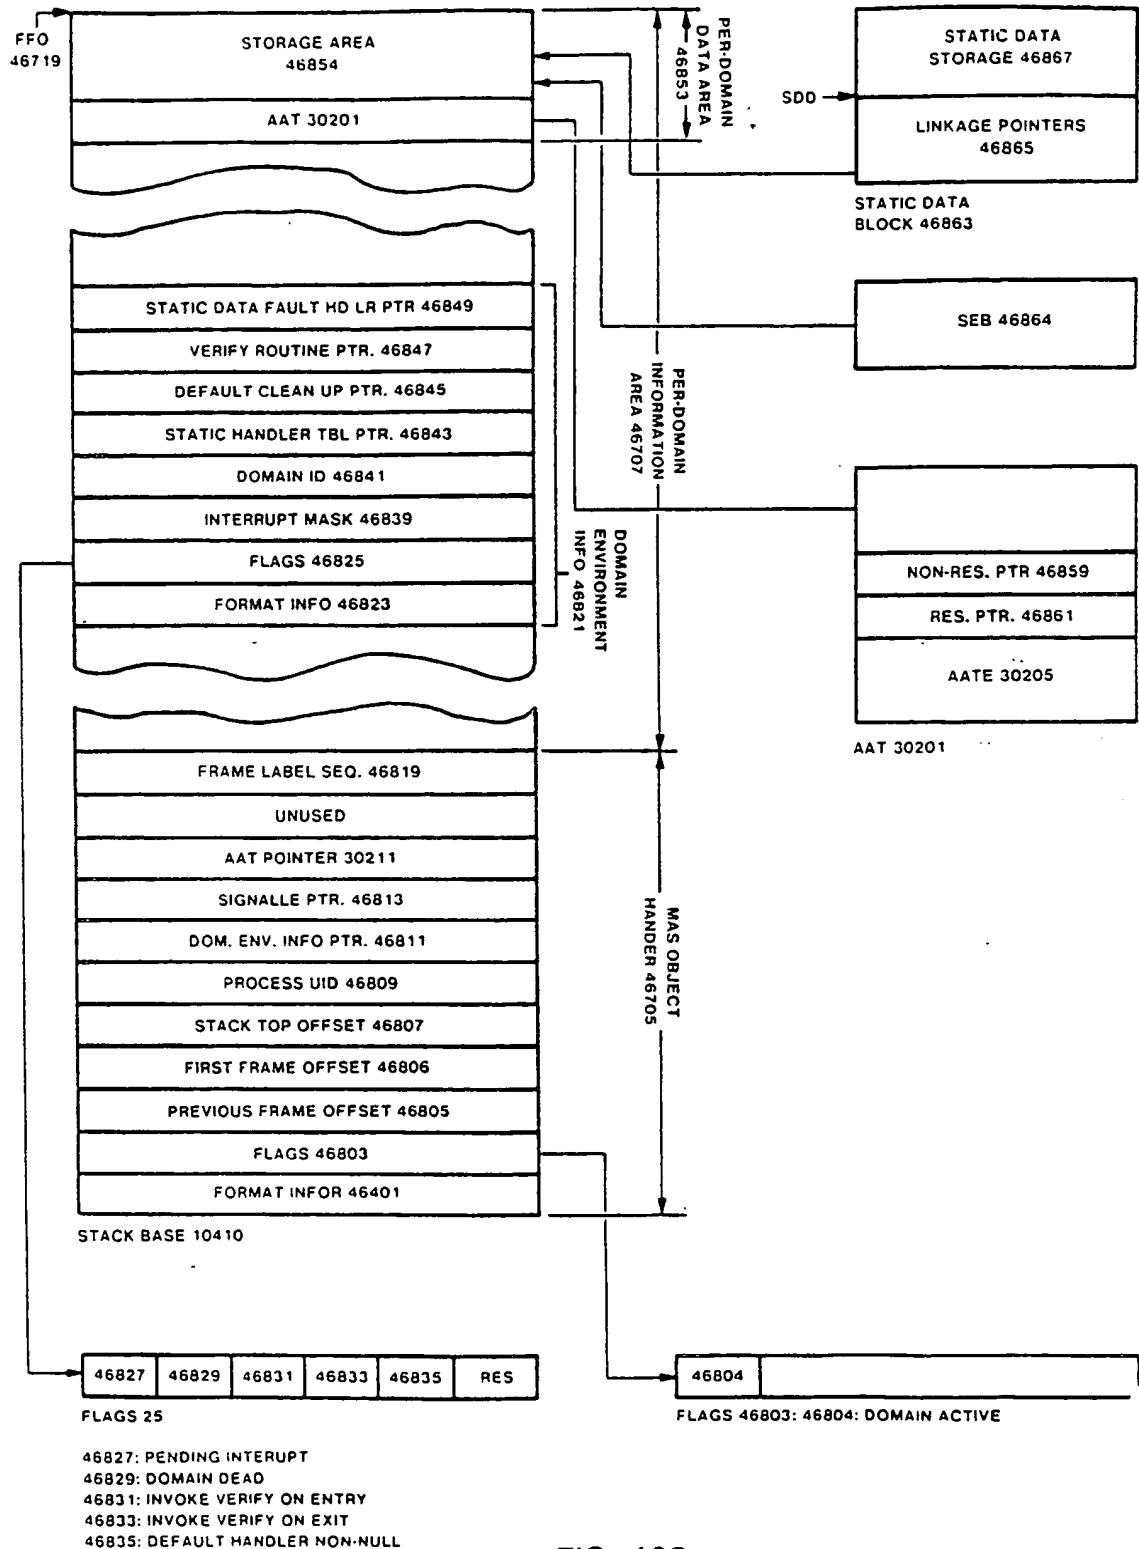 FFO
46719
STORAGE AREA
46854
AAT 30201
PER-DOMAIN
DATA AREA
46853
STATIC DATA
STORAGE 46867
SDD
LINKAGE POINTERS
46865
STATIC DATA
BLOCK 46863
STATIC DATA FAULT HD LR PTR 46849
VERIFY ROUTINE PTR. 46847
DEFAULT CLEAN UP PTR. 46845
STATIC HANDLER TBL PTR. 46843
DOMAIN ID 46841
INTERRUPT MASK 46839
FLAGS 46825
FORMAT INFO 46823
DOMAIN
ENVIRONMENT
INFO 46821
PER-DOMAIN
INFORMATION
AREA 46707
SEB 46864
NON-RES. PTR 46859
RES. PTR. 46861
AATE 30205
AAT 30201
FRAME LABEL SEQ. 46819
UNUSED
AAT POINTER 30211
SIGNALLE PTR. 46813
DOM. ENV. INFO PTR. 46811
PROCESS UID 46809
STACK TOP OFFSET 46807
FIRST FRAME OFFSET 46806
PREVIOUS FRAME OFFSET 46805
FLAGS 46803
FORMAT INFOR 46401
MAS OBJECT
HANDER 46705
STACK BASE 10410
46827 46829 46831 46833 46835 RES
FLAGS 25
46804
FLAGS 46803: 46804: DOMAIN ACTIVE
46827: PENDING INTERUPT
46829: DOMAIN DEAD
46831: INVOKE VERIFY ON ENTRY
46833: INVOKE VERIFY ON EXIT
46835: DEFAULT HANDLER NON-NULL